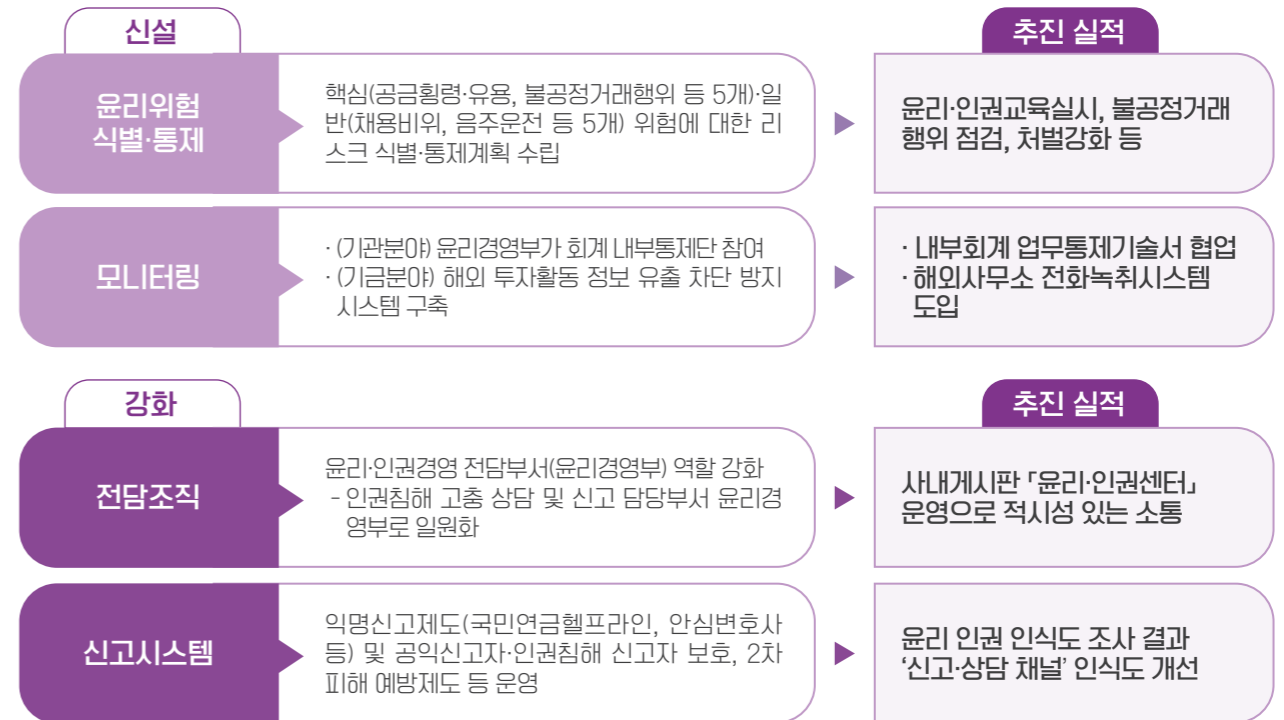 신설
추진 실적
윤리위험
식별·통제
핵심(공금횡령·유용, 불공정거래행위 등 5개)·일
반(채용비위, 음주운전 등 5개) 위험에 대한 리
스크 식별·통제계획 수립
윤리·인권교육실시, 불공정거래
행위 점검, 처벌강화 등
모니터링
· (기관분야) 윤리경영부가 회계 내부통제단 참여
· (기금분야) 해외 투자활동 정보 유출 차단 방지
시스템 구축
· 내부회계 업무통제기술서 협업
· 해외사무소 전화녹취시스템
도입
강화
추진 실적
전담조직
윤리·인권경영 전담부서(윤리경영부) 역할 강화
- 인권침해 고충 상담 및 신고 담당부서 윤리경
영부로 일원화
사내게시판 「윤리·인권센터」
운영으로 적시성 있는 소통
신고시스템
익명신고제도(국민연금헬프라인, 안심변호사
등) 및 공익신고자·인권침해 신고자 보호, 2차
피해 예방제도 등 운영
윤리 인권 인식도 조사 결과
‘신고·상담 채널’ 인식도 개선